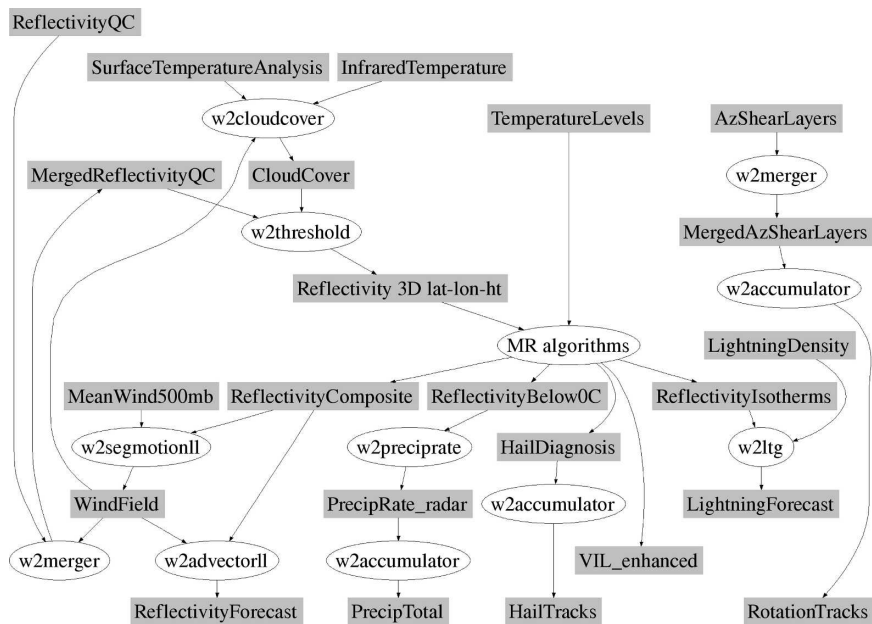 ReflectivityQC
SurfaceTemperatureAnalysis
InfraredTemperature
w2cloudcover
TemperatureLevels
AzShearLayers
MergedReflectivityQC
CloudCover
w2merger
w2threshold
MergedAzShearLayers
Reflectivity 3D lat-lon-ht
w2accumulator
MR algorithms
LightningDensity
MeanWind500mb
ReflectivityComposite
ReflectivityBelow0C
ReflectivityIsotherms
w2segmotionll
w2preciprate
HailDiagnosis
w2ltg
WindField
PrecipRate_radar
w2accumulator
LightningForecast
w2merger
w2advectorll
w2accumulator
VIL_enhanced
ReflectivityForecast
PrecipTotal
HailTracks
RotationTracks